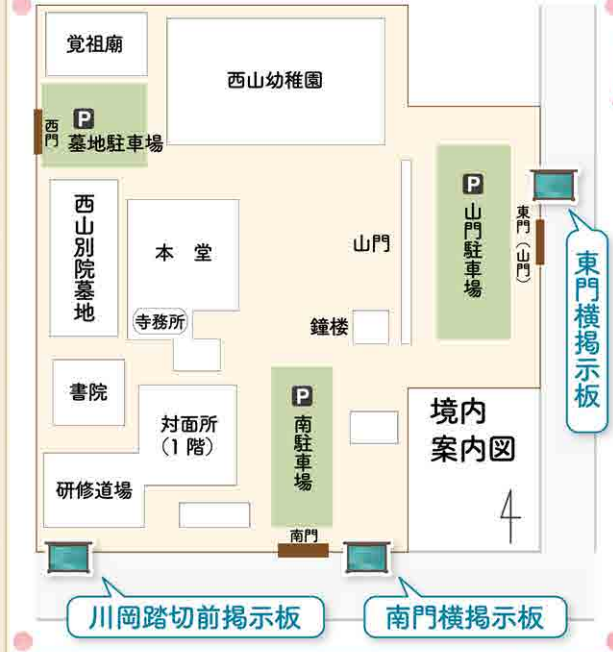 覚祖廟
西山幼稚園
西門
P
墓地駐車場
西山別院墓地
本 堂
寺務所
山門
鐘楼
P
山門駐車場
東門（山門）
東門横掲示板
書院
対面所
（1階）
研修道場
P
南駐車場
南門
境内
案内図
川岡踏切前掲示板
南門横掲示板